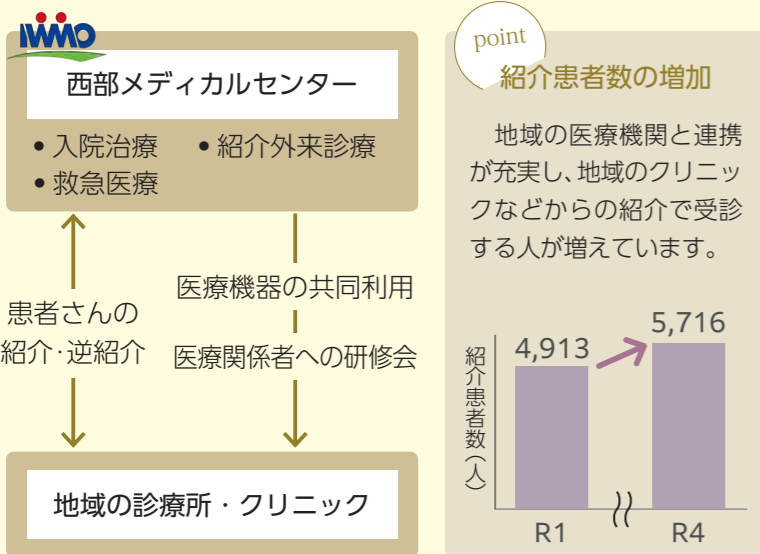 IWMO
西部メディカルセンター
• 入院治療 • 紹介外来診療
• 救急医療
患者さんの
紹介・逆紹介
医療機器の共同利用
医療関係者への研修会
地域の診療所・クリニック
point
紹介患者数の増加
地域の医療機関と連携
が充実し、地域のクリニッ
クなどからの紹介で受診
する人が増えています。
紹介患者数（人）
4,913
5,716
R1
R4